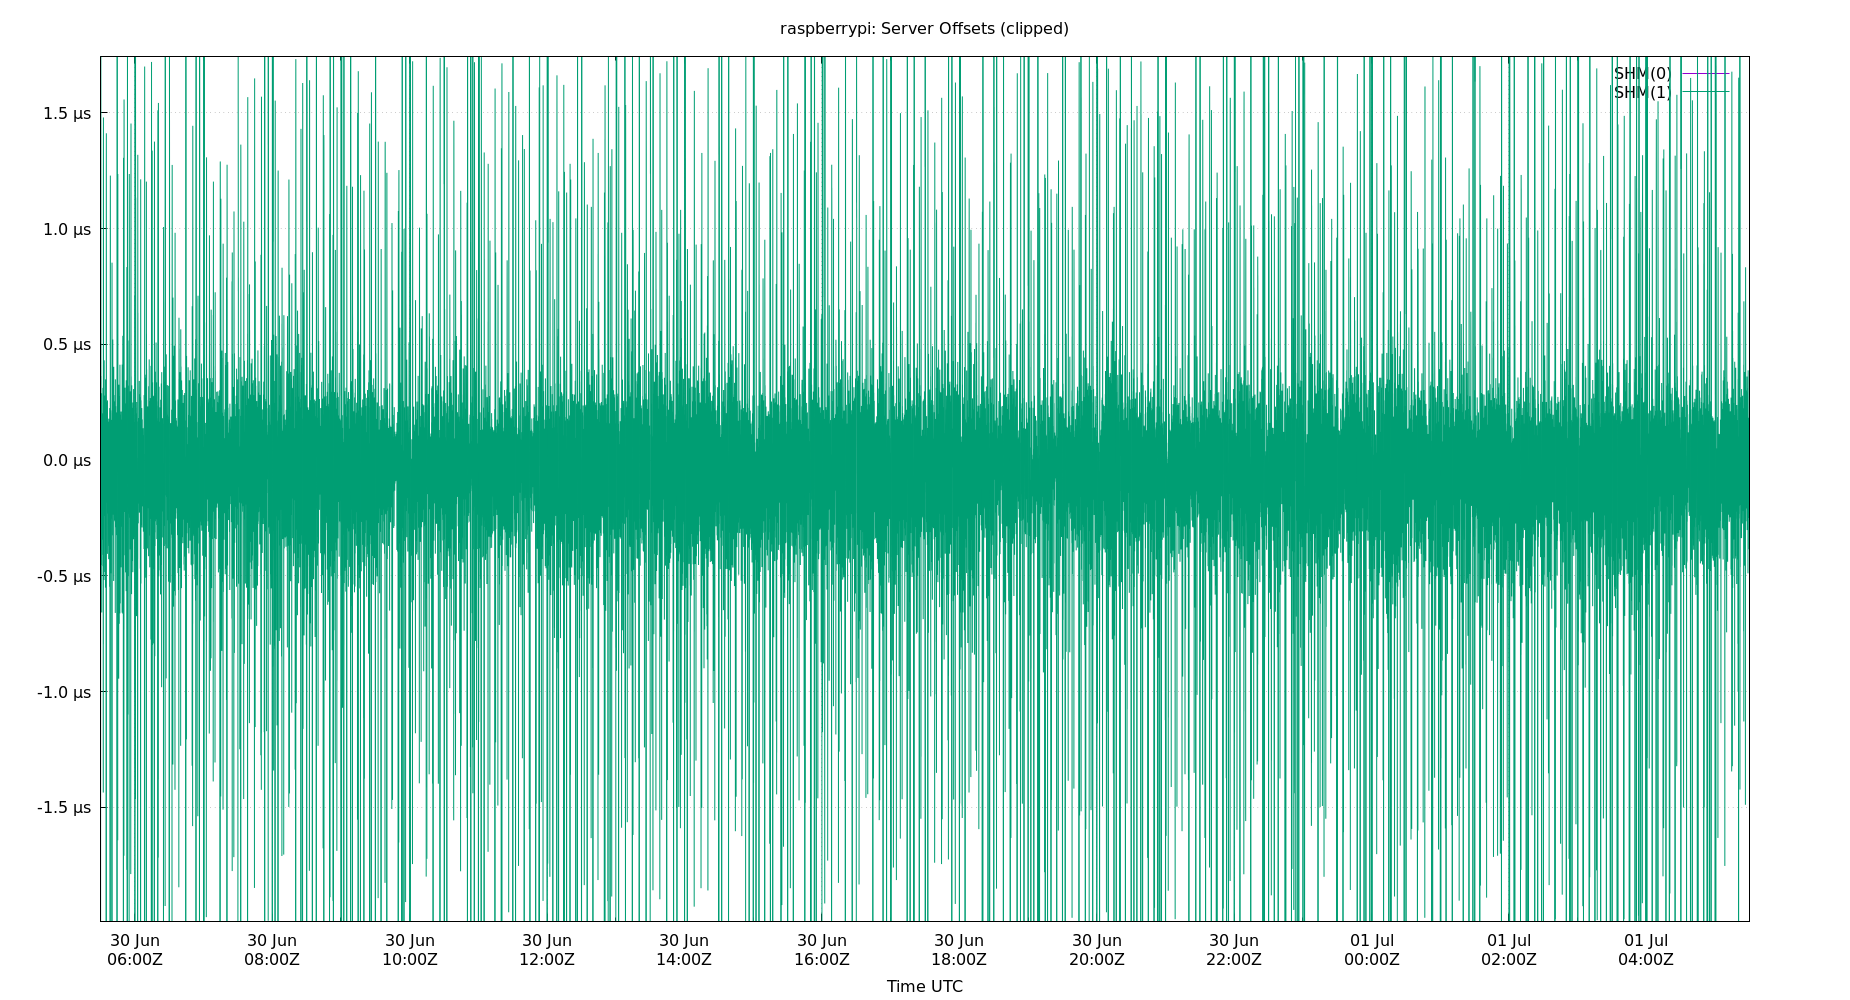 raspberrypi: Server Offsets (clipped)
SHM(0)
SHM(1)
1.5 µs
1.0 µs
0.5 µs
0.0 µs
-0.5 µs
-1.0 µs
-1.5 µs
30 Jun 30 Jun 30 Jun 30 Jun 30 Jun 30 Jun 30 Jun 30 Jun 30 Jun 01 Jul 01 Jul 01 Jul
06:00Z 08:00Z 10:00Z 12:00Z 14:00Z 16:00Z 18:00Z 20:00Z 22:00Z 00:00Z 02:00Z 04:00Z
Time UTC